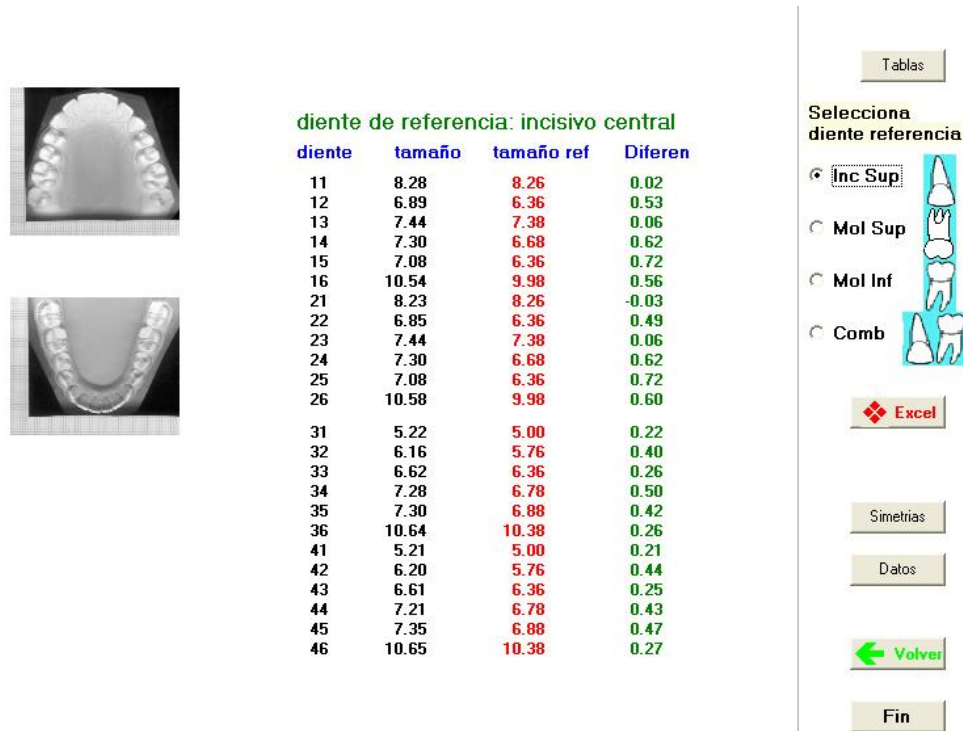 diente de referencia: incisivo central
diente tamaño tamaño ref Diferen
11 8.28 8.26 0.02
12 6.89 6.36 0.53
13 7.44 7.38 0.06
14 7.30 6.68 0.62
15 7.08 6.36 0.72
16 10.54 9.98 0.56
21 8.23 8.26 -0.03
22 6.85 6.36 0.49
23 7.44 7.38 0.06
24 7.30 6.68 0.62
25 7.08 6.36 0.72
26 10.58 9.98 0.60
31 5.22 5.00 0.22
32 6.16 5.76 0.40
33 6.62 6.36 0.26
34 7.28 6.78 0.50
35 7.30 6.88 0.42
36 10.64 10.38 0.26
41 5.21 5.00 0.21
42 6.20 5.76 0.44
43 6.61 6.36 0.25
44 7.21 6.78 0.43
45 7.35 6.88 0.47
46 10.65 10.38 0.27
Tablas
Selecciona
diente referencia
Inc Sup
Mol Sup
Mol Inf
Comb
Excel
Simetrias
Datos
Volver
Fin